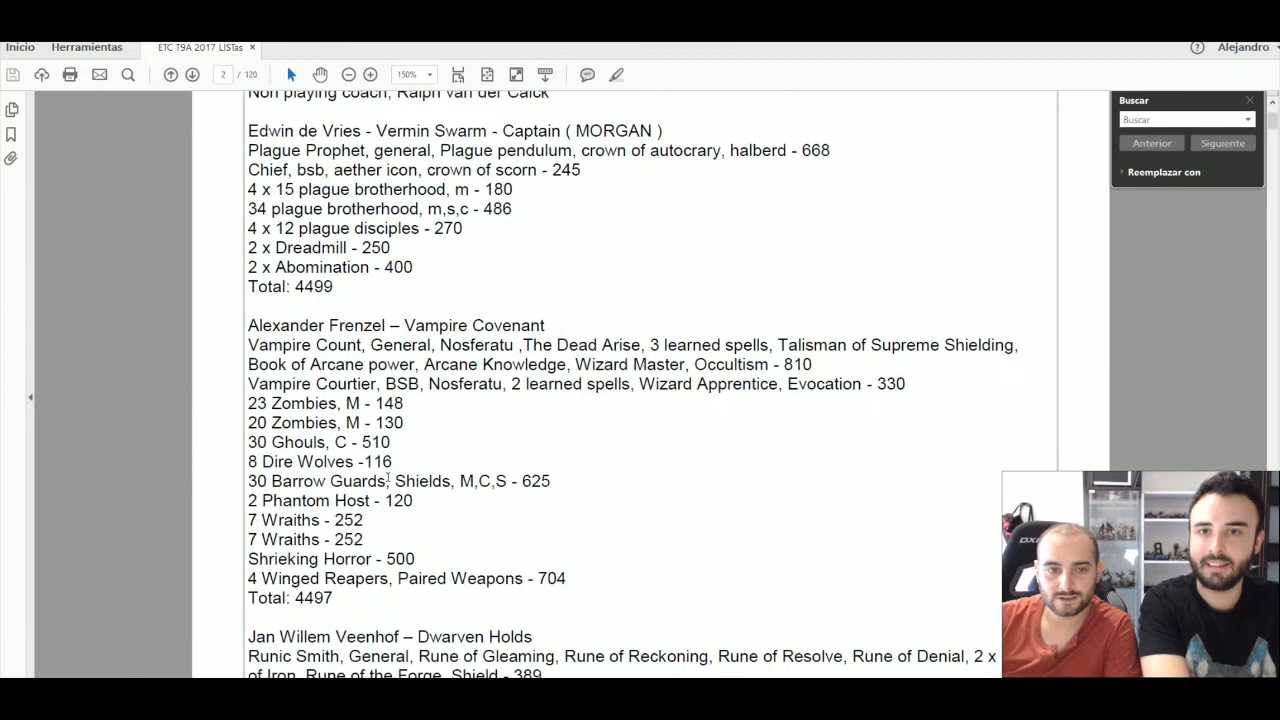 Inicio Herramientas ETC T9A 2017 LISTas × Alejandro
2 / 120 150%
Non playing coach, Ralph van der Calck
Buscar
Buscar
Anterior Siguiente
Reemplazar con
Edwin de Vries - Vermin Swarm - Captain ( MORGAN )
Plague Prophet, general, Plague pendulum, crown of autocrary, halberd - 668
Chief, bsb, aether icon, crown of scorn - 245
4 x 15 plague brotherhood, m - 180
34 plague brotherhood, m,s,c - 486
4 x 12 plague disciples - 270
2 x Dreadmill - 250
2 x Abomination - 400
Total: 4499
Alexander Frenzel – Vampire Covenant
Vampire Count, General, Nosferatu ,The Dead Arise, 3 learned spells, Talisman of Supreme Shielding,
Book of Arcane power, Arcane Knowledge, Wizard Master, Occultism - 810
Vampire Courtier, BSB, Nosferatu, 2 learned spells, Wizard Apprentice, Evocation - 330
23 Zombies, M - 148
20 Zombies, M - 130
30 Ghouls, C - 510
8 Dire Wolves -116
30 Barrow Guards, Shields, M,C,S - 625
2 Phantom Host - 120
7 Wraiths - 252
7 Wraiths - 252
Shrieking Horror - 500
4 Winged Reapers, Paired Weapons - 704
Total: 4497
Jan Willem Veenhof – Dwarven Holds
Runic Smith, General, Rune of Gleaming, Rune of Reckoning, Rune of Resolve, Rune of Denial, 2 x
of Iron, Rune of the Forge, Shield - 389